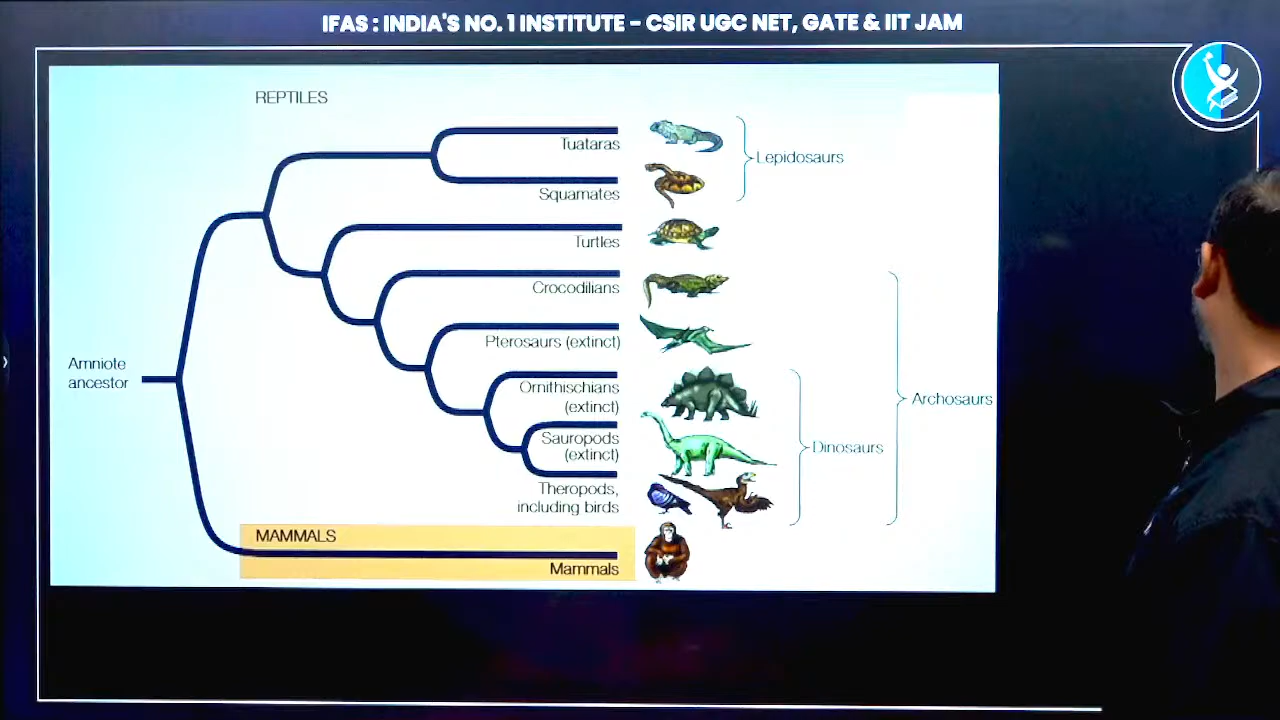 IFAS : INDIA'S NO. 1 INSTITUTE - CSIR UGC NET, GATE & IIT JAM
REPTILES
Tuataras
Squamates
Lepidosaurs
Turtles
Crocodilians
Pterosaurs (extinct)
Amniote
ancestor
Ornithischians
(extinct)
Archosaurs
Sauropods
(extinct)
Dinosaurs
Theropods,
including birds
MAMMALS
Mammals